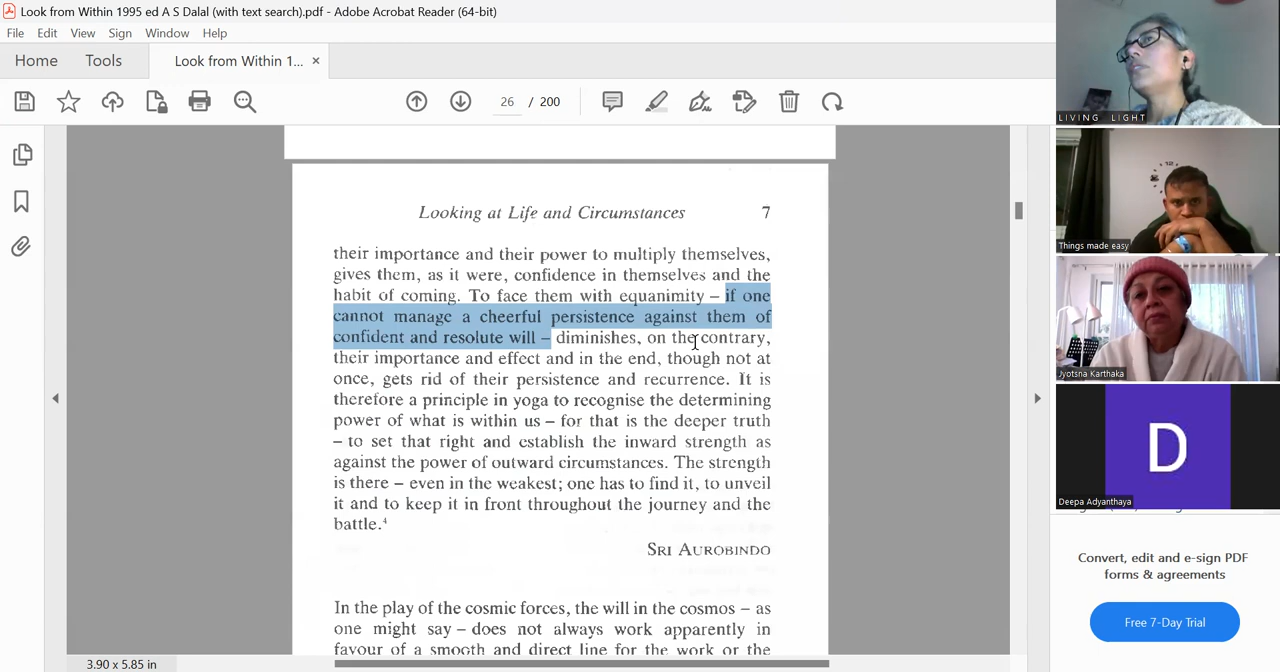 Look from Within 1995 ed A S Dalal (with text search).pdf - Adobe Acrobat Reader (64-bit)
File Edit View Sign Window Help
Home Tools Look from Within 1... ×
26 / 200
Looking at Life and Circumstances 7
their importance and their power to multiply themselves,
gives them, as it were, confidence in themselves and the
habit of coming. To face them with equanimity – if one
cannot manage a cheerful persistence against them of
confident and resolute will – diminishes, on the contrary,
their importance and effect and in the end, though not at
once, gets rid of their persistence and recurrence. It is
therefore a principle in yoga to recognise the determining
power of what is within us – for that is the deeper truth
– to set that right and establish the inward strength as
against the power of outward circumstances. The strength
is there – even in the weakest; one has to find it, to unveil
it and to keep it in front throughout the journey and the
battle.⁴
SRI AUROBINDO
In the play of the cosmic forces, the will in the cosmos – as
one might say – does not always work apparently in
favour of a smooth and direct line for the work or the
3.90 x 5.85 in
LIVING LIGHT
Things made easy
Jyotsna Karthaka
D
Deepa Adyanthaya
Convert, edit and e-sign PDF
forms & agreements
Free 7-Day Trial